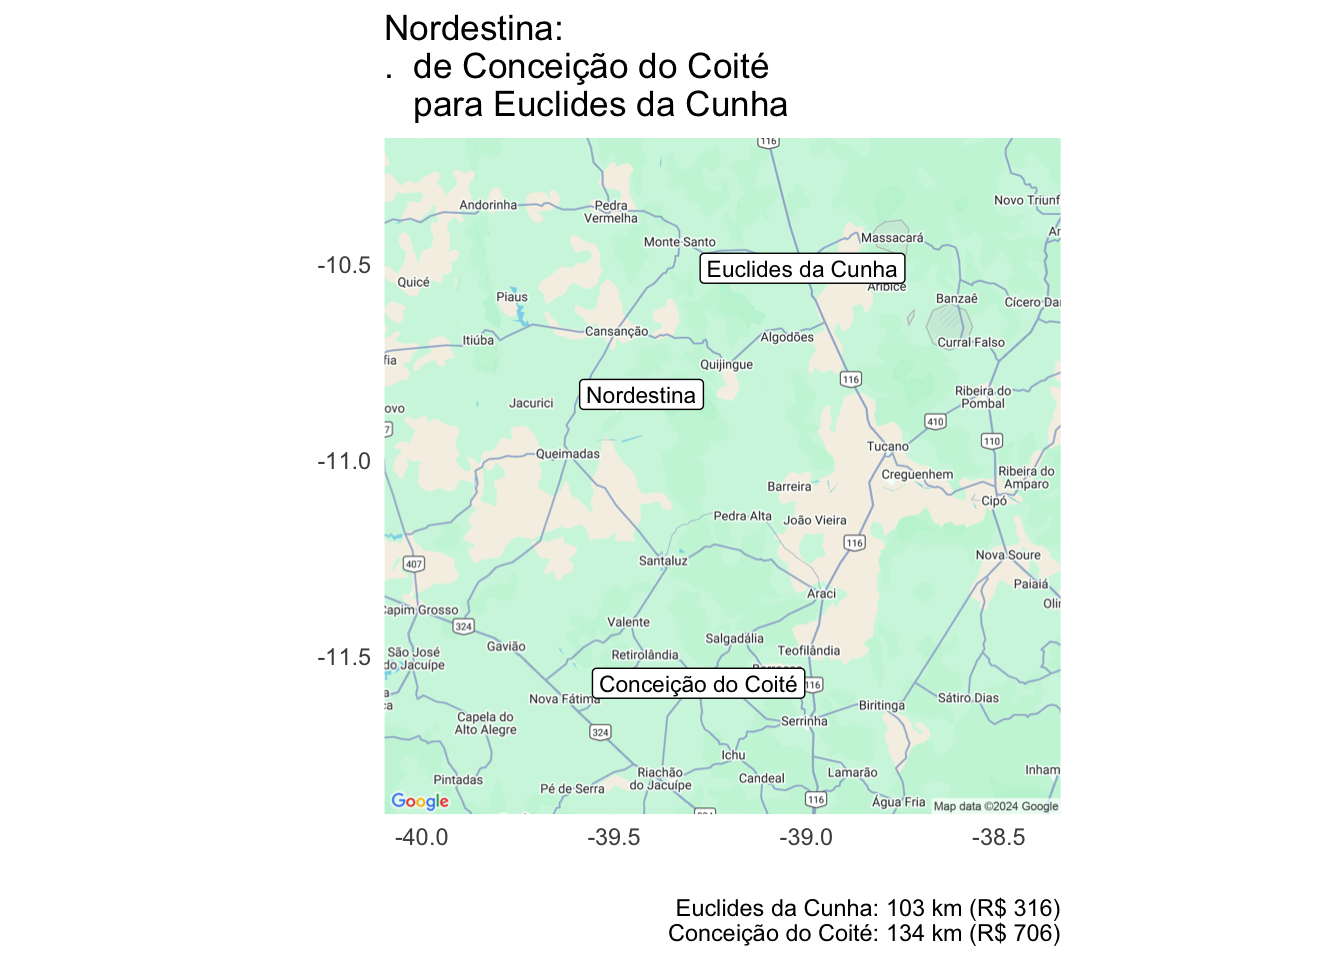 Nordestina:
.  de Conceição do Coité
para Euclides da Cunha
116
Andorinha
Pedra
Vermelha
Novo Triunf
Monte Santo
Massacará
Ar
-10.5
Euclides da Cunha
Quicé
Aribice
Piaus
Banzaê
Cícero Da
Cansanção
Itiúba
Algodões
Curral Falso
fia
Quijingue
116
Nordestina
Ribeira do
Pombal
Jacurici
ovo
410
7
110
Tucano
Queimadas
-11.0
Creguenhem
Ribeira do
Amparo
Barreira
Cipó
Pedra Alta
João Vieira
116
Nova Soure
Santaluz
407
Paiaiá
Araci
Oli
Capim Grosso
324
Valente
Salgadália
Gavião
Teofilândia
São José
do Jacuípe
Retirolândia
-11.5
Conceição do Coité
116
a
ca
Nova Fátima
Sátiro Dias
Biritinga
Capela do
Alto Alegre
Serrinha
324
Ichu
Inham
Riachão
do Jacuípe
Candeal
Lamarão
Pintadas
Pé de Serra
116
Água Fria
Google
Map data ©2024 Google
-40.0
-39.5
-39.0
-38.5
Euclides da Cunha: 103 km (R$ 316)
Conceição do Coité: 134 km (R$ 706)